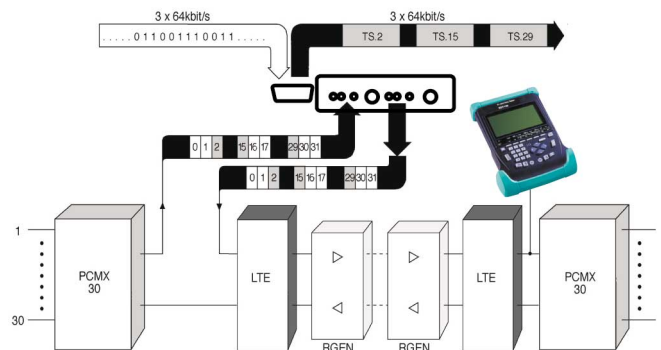 3 x 64kbit/s
3 x 64kbit/s
. . . . . 0 1 1 0 0 1 1 1 0 0 1 1 . . . . .
TS.2 TS.15 TS.29
0 1 2 15 16 17 29 30 31
0 1 2 15 16 17 29 30 31
1
30
PCMX
30
LTE
LTE
PCMX
30
RGEN
RGEN